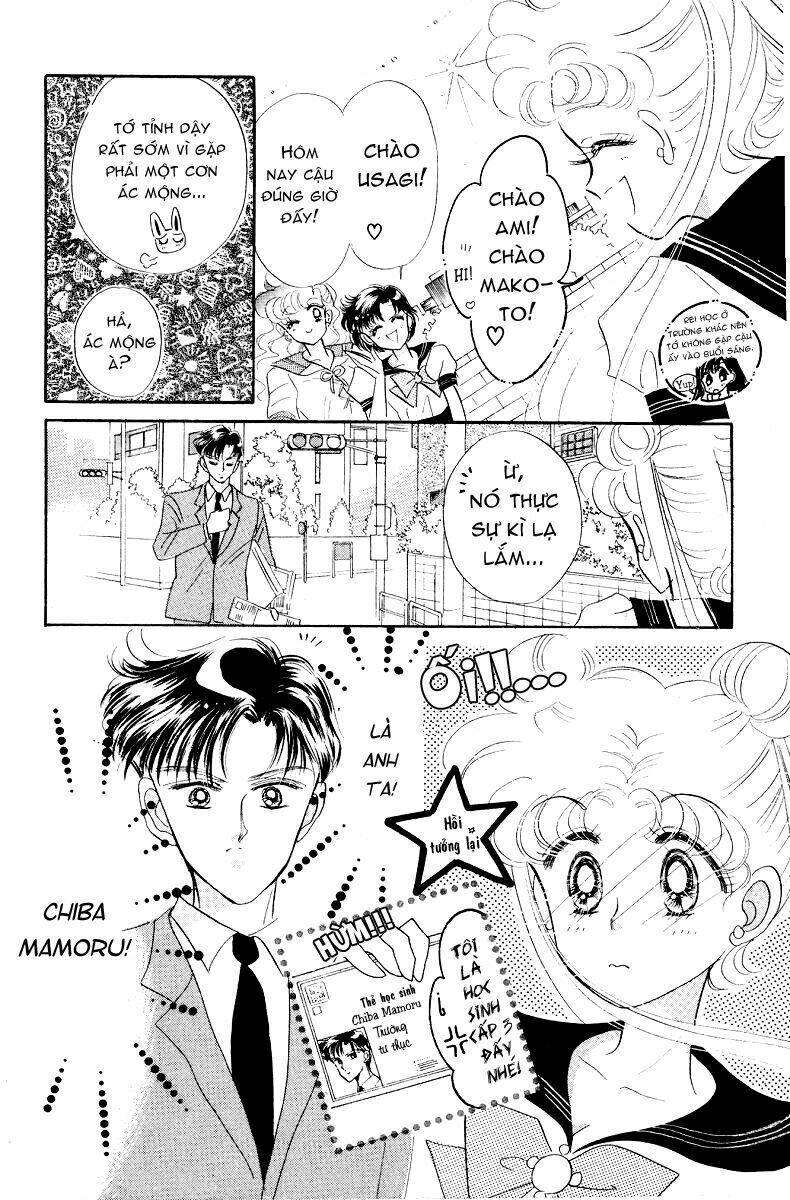 CHÀO
AMI!
CHÀO
MAKO-
TO!
HI!
CHÀO
USAGI!
HÔM
NAY CẬU
ĐÚNG GIỜ
ĐẤY!
REI HỌC Ở
TRƯỜNG KHÁC NÊN
TỚ KHÔNG GẶP CẬU
ẤY VÀO BUỔI SÁNG.
Yup!
TỚ TỈNH DẬY
RẤT SỚM VÌ GẶP
PHẢI MỘT CƠN
ÁC MỘNG...
HẢ,
ÁC MỘNG
À?
Ừ,
NÓ THỰC
SỰ KÌ LẠ
LẮM...
ỐI!!....
LÀ
ANH
TA!
CHIBA
MAMORU!
Hồi
tưởng lại
HỪM!!!
TÔI
LÀ
HỌC
SINH
CẤP 3
ĐẤY
NHÉ!
Thẻ học sinh
Chiba Mamoru
Trường
tư thục